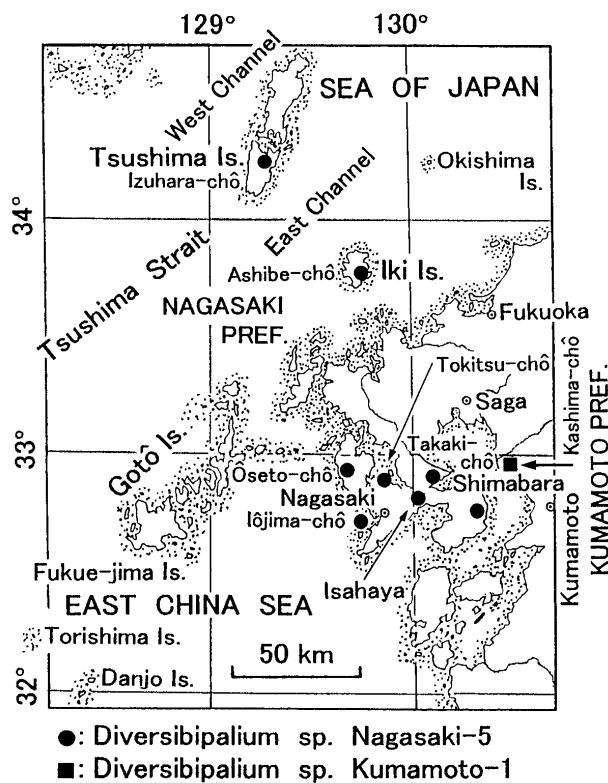 129° 130°
West Channel
SEA OF JAPAN
Tsushima Is.
Izuhara-chô
Okishima
Is.
34°
East Channel
Tsushima Strait
Ashibe-chô
Iki Is.
NAGASAKI
PREF.
Fukuoka
Tokitsu-chô
Kashima-chô
KUMAMOTO PREF.
Saga
33°
Gotô Is.
Takaki-
chô
Oseto-chô
Shimabara
Nagasaki
Iôjima-chô
Kumamoto
Fukue-jima Is.
Isahaya
EAST CHINA SEA
Torishima Is.
50 km
Danjo Is.
32°
●: Diversibipalium sp. Nagasaki-5
■: Diversibipalium sp. Kumamoto-1